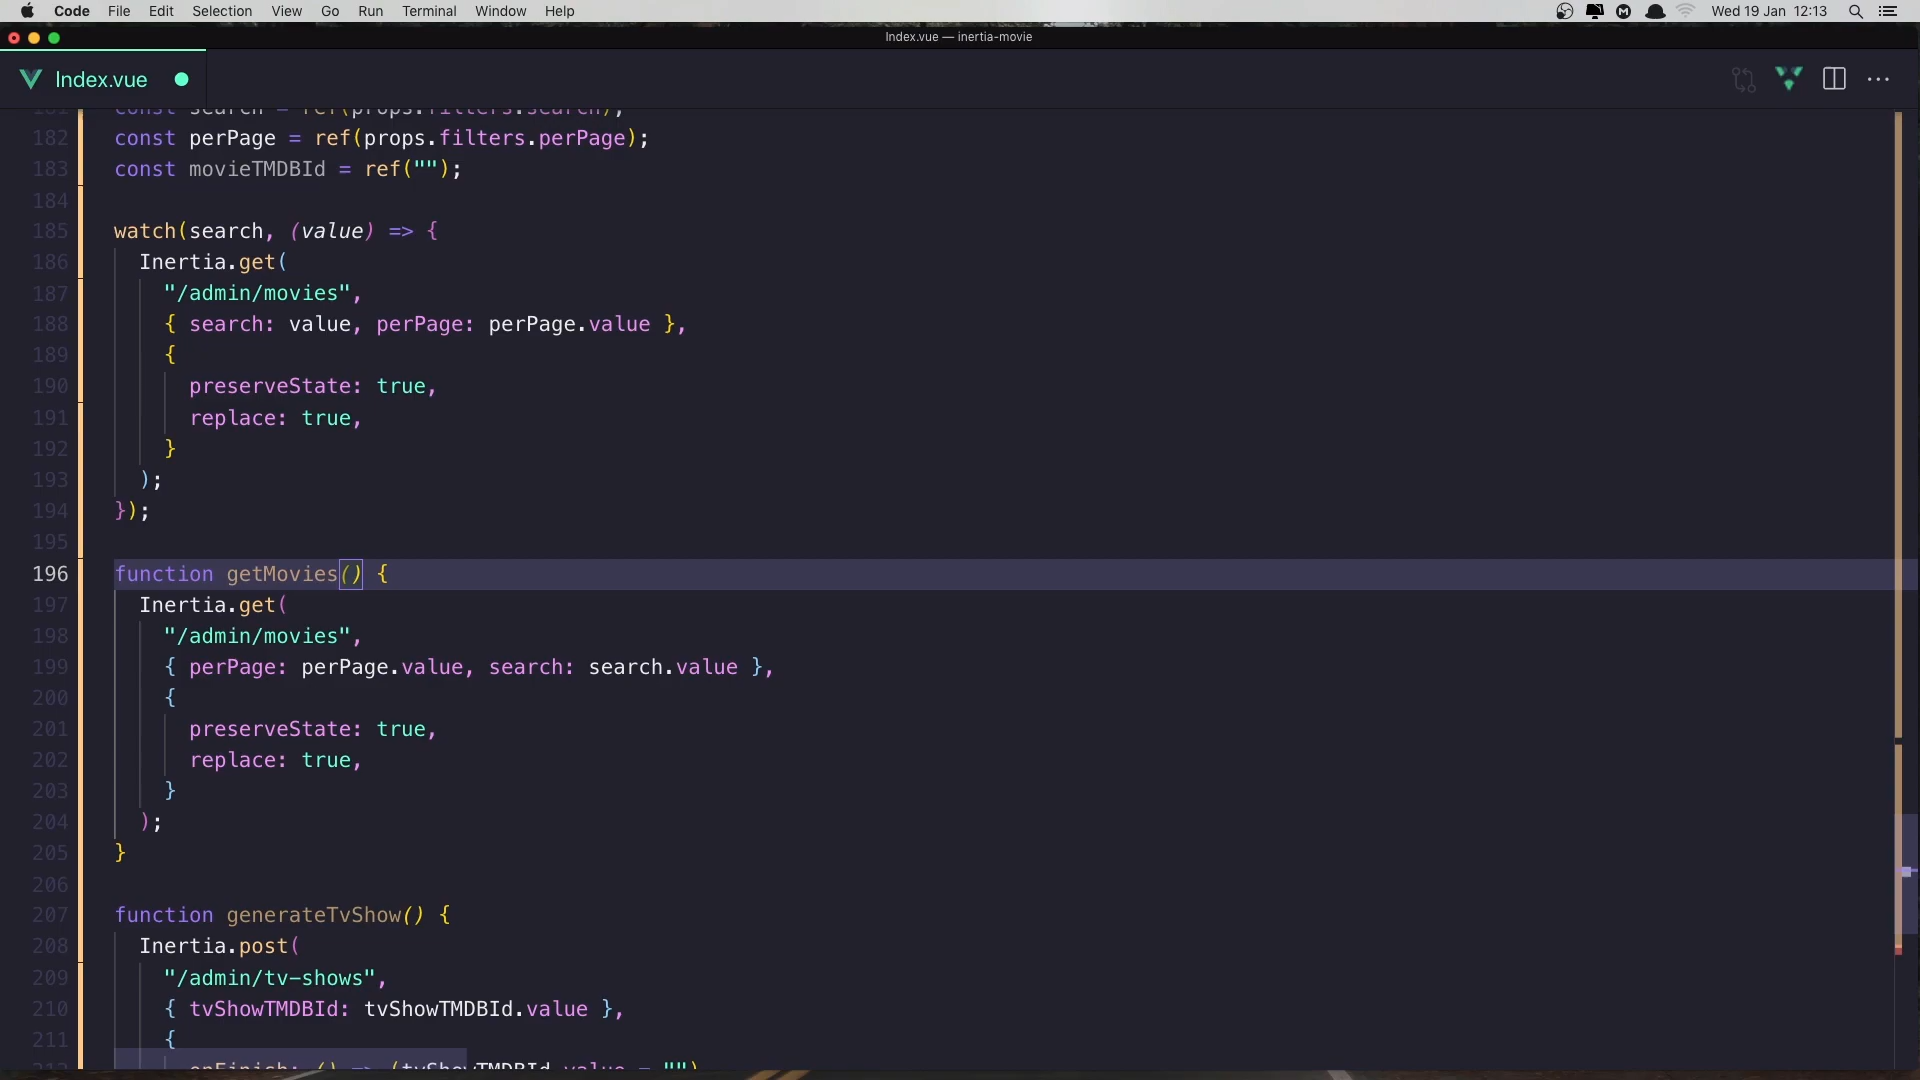 Code File Edit Selection View Go Run Terminal Window Help Wed 19 Jan 12:13
Index.vue — inertia-movie
Index.vue
181 const search = ref(props.filters.search);
182 const perPage = ref(props.filters.perPage);
183 const movieTMDBId = ref("");
184
185 watch(search, (value) => {
186 Inertia.get(
187 "/admin/movies",
188 { search: value, perPage: perPage.value },
189 {
190 preserveState: true,
191 replace: true,
192 }
193 );
194 });
195
196 function getMovies() {
197 Inertia.get(
198 "/admin/movies",
199 { perPage: perPage.value, search: search.value },
200 {
201 preserveState: true,
202 replace: true,
203 }
204 );
205 }
206
207 function generateTvShow() {
208 Inertia.post(
209 "/admin/tv-shows",
210 { tvShowTMDBId: tvShowTMDBId.value },
211 {
212 onFinish: () => (tvShowTMDBId.value = "")